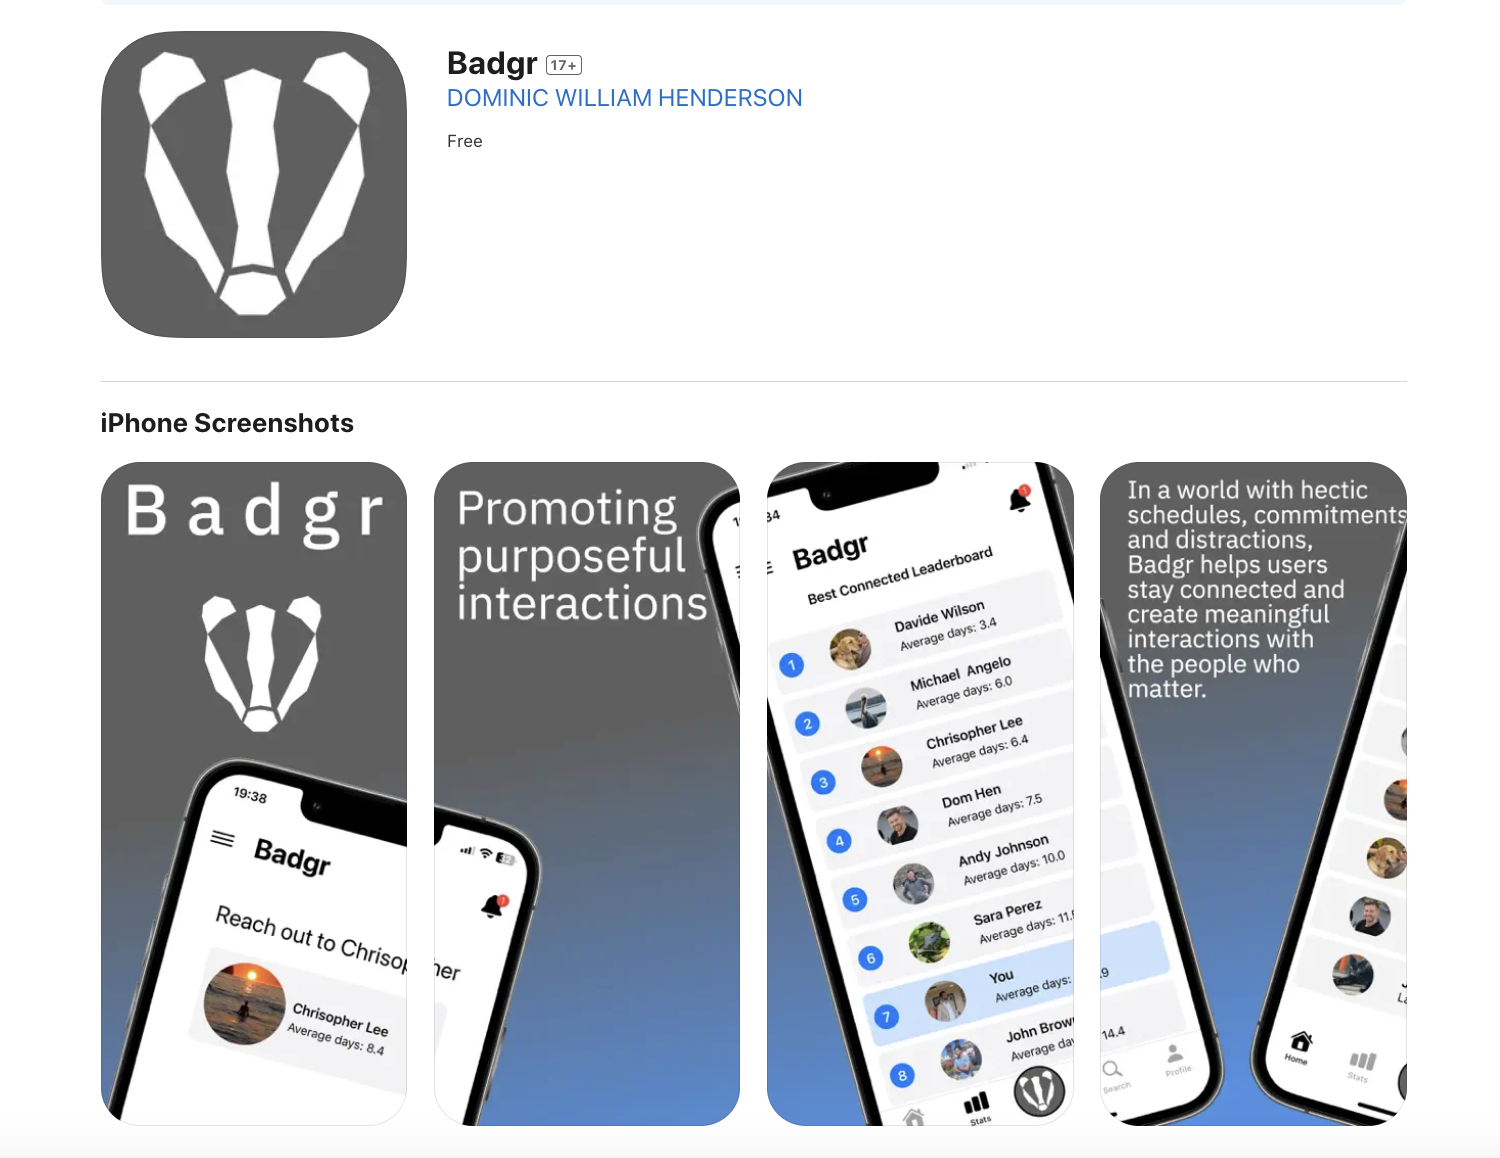 Badgr 17+
DOMINIC WILLIAM HENDERSON
Free
iPhone Screenshots
Badgr
19:38
Badgr
Reach out to Chrisop
Chrisopher Lee
Average days: 8.4
Promoting
purposeful
interactions
her
1
34
Badgr
Best Connected Leaderboard
1
Davide Wilson
Average days: 3.4
2
Michael Angelo
Average days: 6.0
3
Chrisopher Lee
Average days: 6.4
4
Dom Hen
Average days: 7.5
5
Andy Johnson
Average days: 10.0
6
Sara Perez
Average days: 11.
7
You
Average days:
8
John Brow
Average da
Stats
In a world with hectic
schedules, commitments
and distractions,
Badgr helps users
stay connected and
create meaningful
interactions with
the people who
matter.
.9
14.4
Search
Profile
Home
Stats